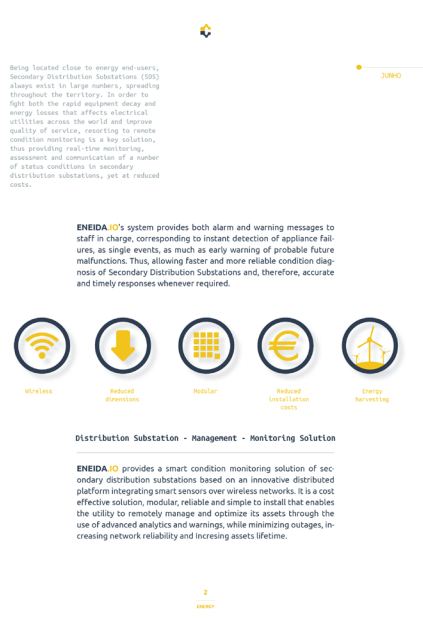 Being located close to energy end-users,
Secondary Distribution Substations (SDS)
always exist in large numbers, spreading
throughout the territory. In order to
fight both the rapid equipment decay and
energy losses that affects electrical
utilities across the world and improve
quality of service, resorting to remote
condition monitoring is a key solution,
thus providing real-time monitoring,
assessment and communication of a number
of status conditions in secondary
distribution substations, yet at reduced
costs.
JUNHO
ENEIDA.IO's system provides both alarm and warning messages to
staff in charge, corresponding to instant detection of appliance fail-
ures, as single events, as much as early warning of probable future
malfunctions. Thus, allowing faster and more reliable condition diag-
nosis of Secondary Distribution Substations and, therefore, accurate
and timely responses whenever required.
Wireless
Reduced
dimensions
Modular
Reduced
installation
costs
Energy
harvesting
Distribution Substation - Management - Monitoring Solution
ENEIDA.IO provides a smart condition monitoring solution of sec-
ondary distribution substations based on an innovative distributed
platform integrating smart sensors over wireless networks. It is a cost
effective solution, modular, reliable and simple to install that enables
the utility to remotely manage and optimize its assets through the
use of advanced analytics and warnings, while minimizing outages, in-
creasing network reliability and Incresing assets lifetime.
2
ENERGY